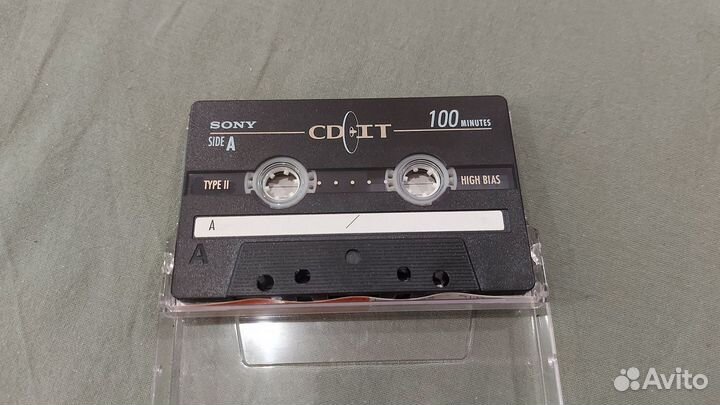 SONY
CD IT
100 MINUTES
SIDE A
TYPE II
HIGH BIAS
A
A
Avito